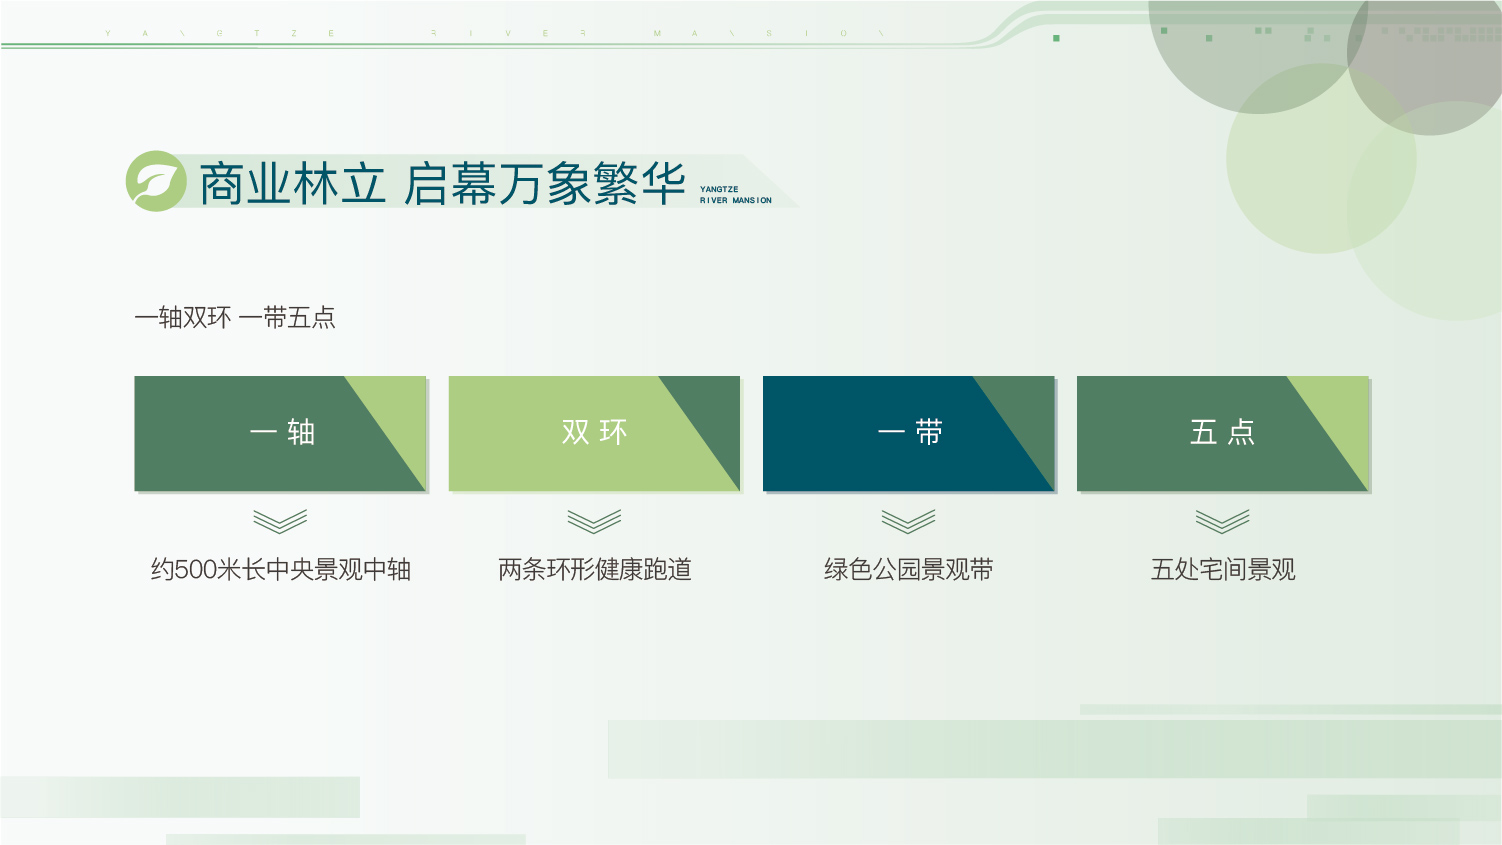 YANGTZE RIVER MANSION
商业林立 启幕万象繁华
YANGTZE
RIVER MANSION
一轴双环 一带五点
一轴
双环
一带
五点
约500米长中央景观中轴
两条环形健康跑道
绿色公园景观带
五处宅间景观